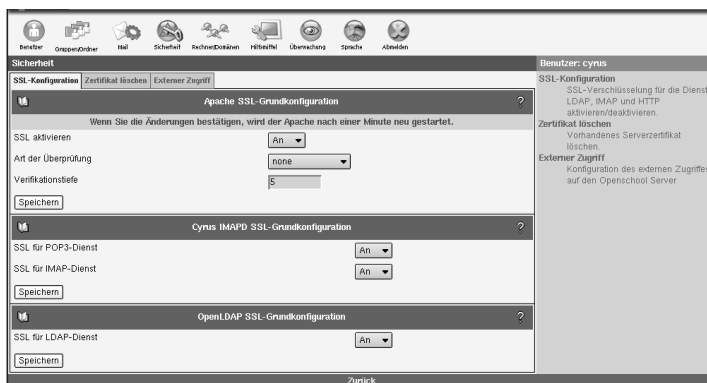 Benutzer Gruppen/Ordner Mail Sicherheit Rechner/Domänen Hilfsmittel Überwachung Sprache Abmelden
Sicherheit
SSL-Konfiguration Zertifikat löschen Externer Zugriff
Apache SSL-Grundkonfiguration ?
Wenn Sie die Änderungen bestätigen, wird der Apache nach einer Minute neu gestartet.
SSL aktivieren An
Art der Überprüfung none
Verifikationstiefe 5
Speichern
Cyrus IMAPD SSL-Grundkonfiguration ?
SSL für POP3-Dienst An
SSL für IMAP-Dienst An
Speichern
OpenLDAP SSL-Grundkonfiguration ?
SSL für LDAP-Dienst An
Speichern
Zurück
Benutzer: cyrus
SSL-Konfiguration
SSL-Verschlüsselung für die Dienst
LDAP, IMAP und HTTP
aktivieren/deaktivieren.
Zertifikat löschen
Vorhandenes Serverzertifikat
löschen.
Externer Zugriff
Konfiguration des externen Zugriffes
auf den Openschool Server